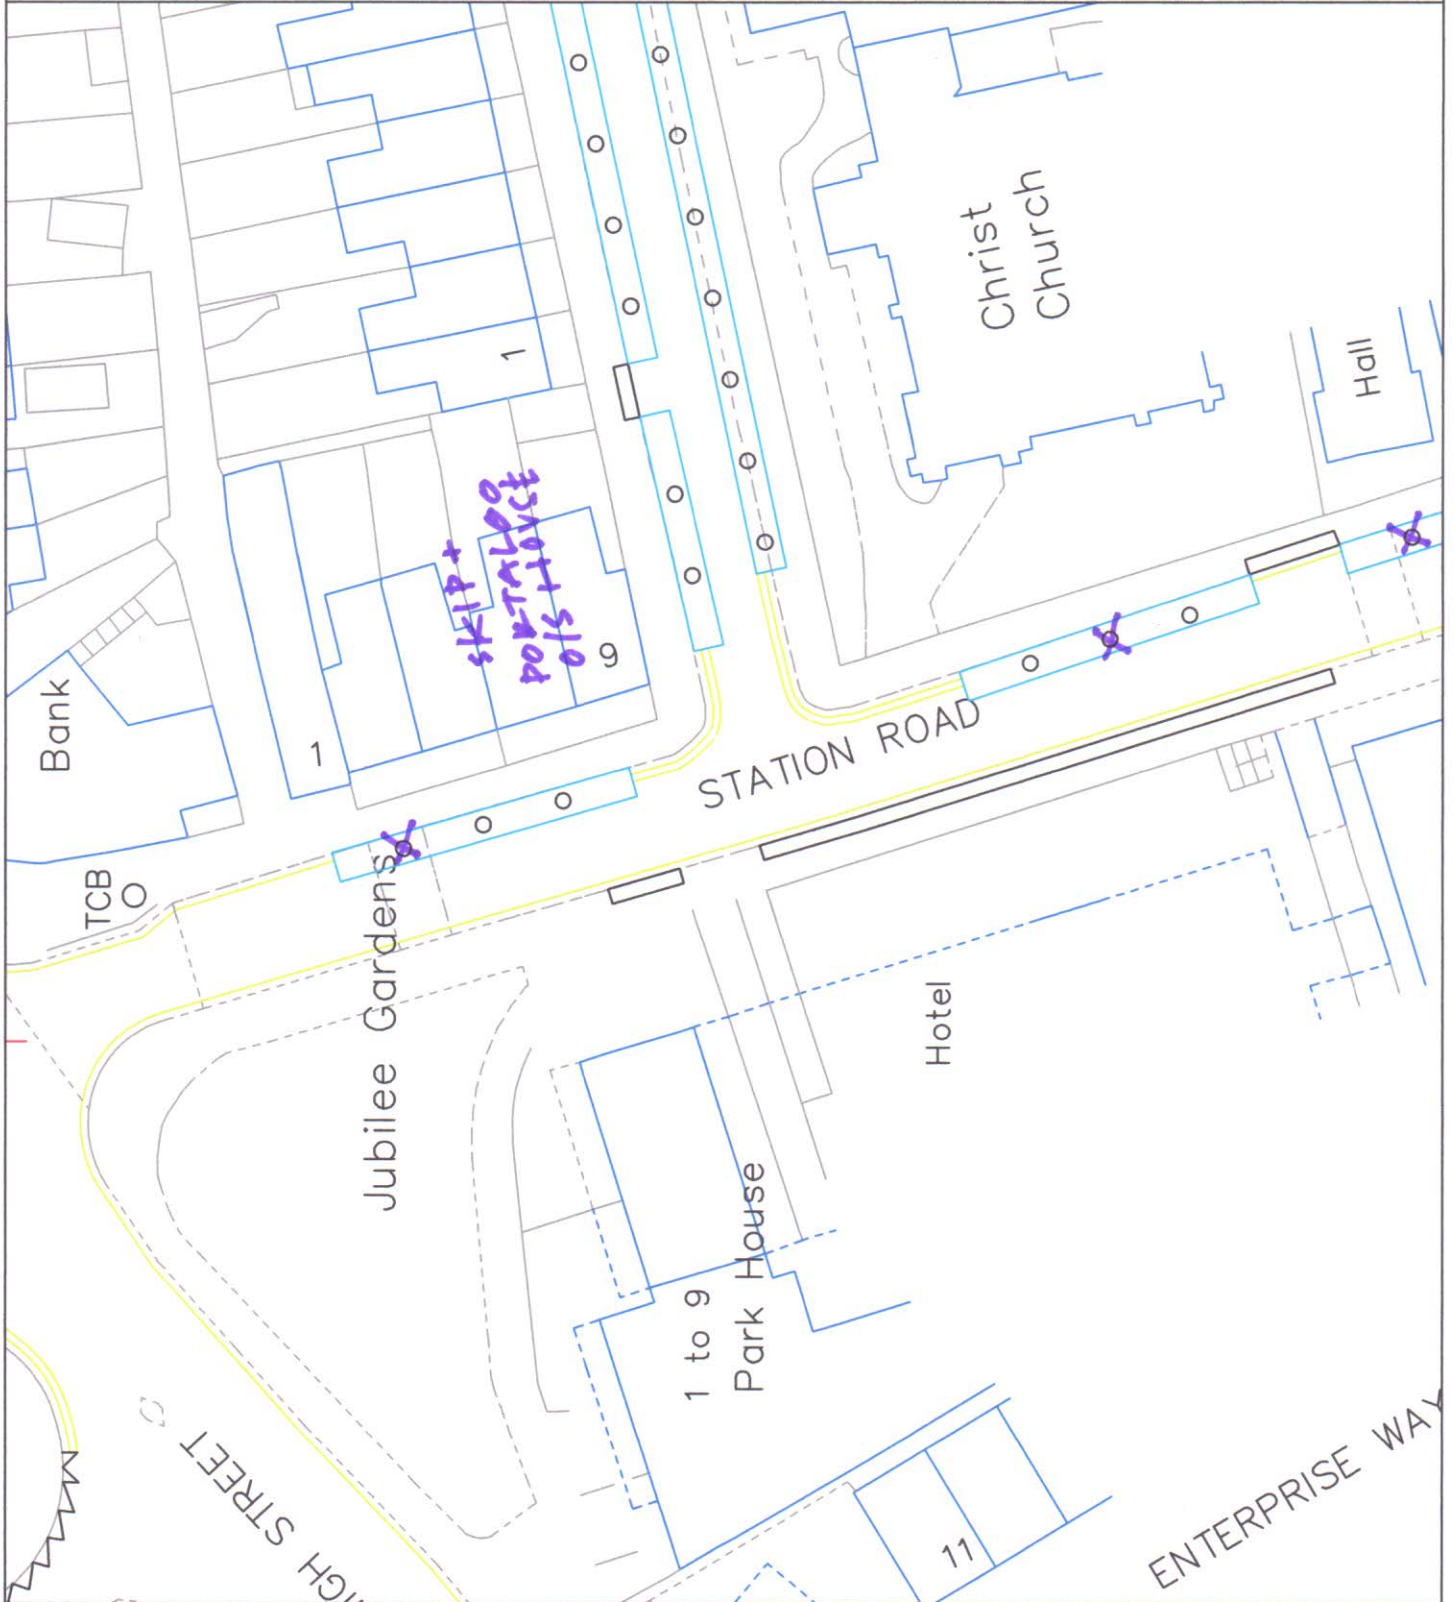 Christ
Church
Hall
1
SKIP +
PORTALOO
O/S HOUSE
9
1
Bank
STATION ROAD
TCB
Jubilee Gardens
Hotel
1 to 9
Park House
11
HIGH STREET
ENTERPRISE WAY